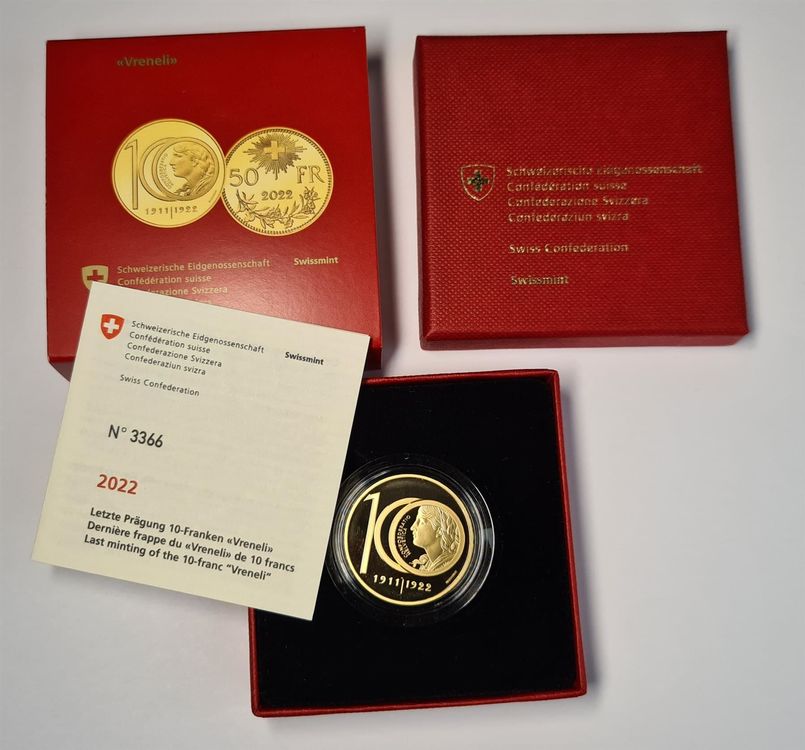 «Vreneli»
10
1911|1922
50 FR
2022
Schweizerische Eidgenossenschaft
Confédération suisse
Confederazione Svizzera
Swissmint
Schweizerische Eidgenossenschaft
Confédération suisse
Confederazione Svizzera
Confederaziun svizra
Swiss Confederation
Swissmint
Schweizerische Eidgenossenschaft
Confédération suisse
Confederazione Svizzera
Confederaziun svizra
Swissmint
Swiss Confederation
N° 3366
2022
Letzte Prägung 10-Franken «Vreneli»
Dernière frappe du «Vreneli» de 10 francs
Last minting of the 10-franc “Vreneli“
10
1911|1922